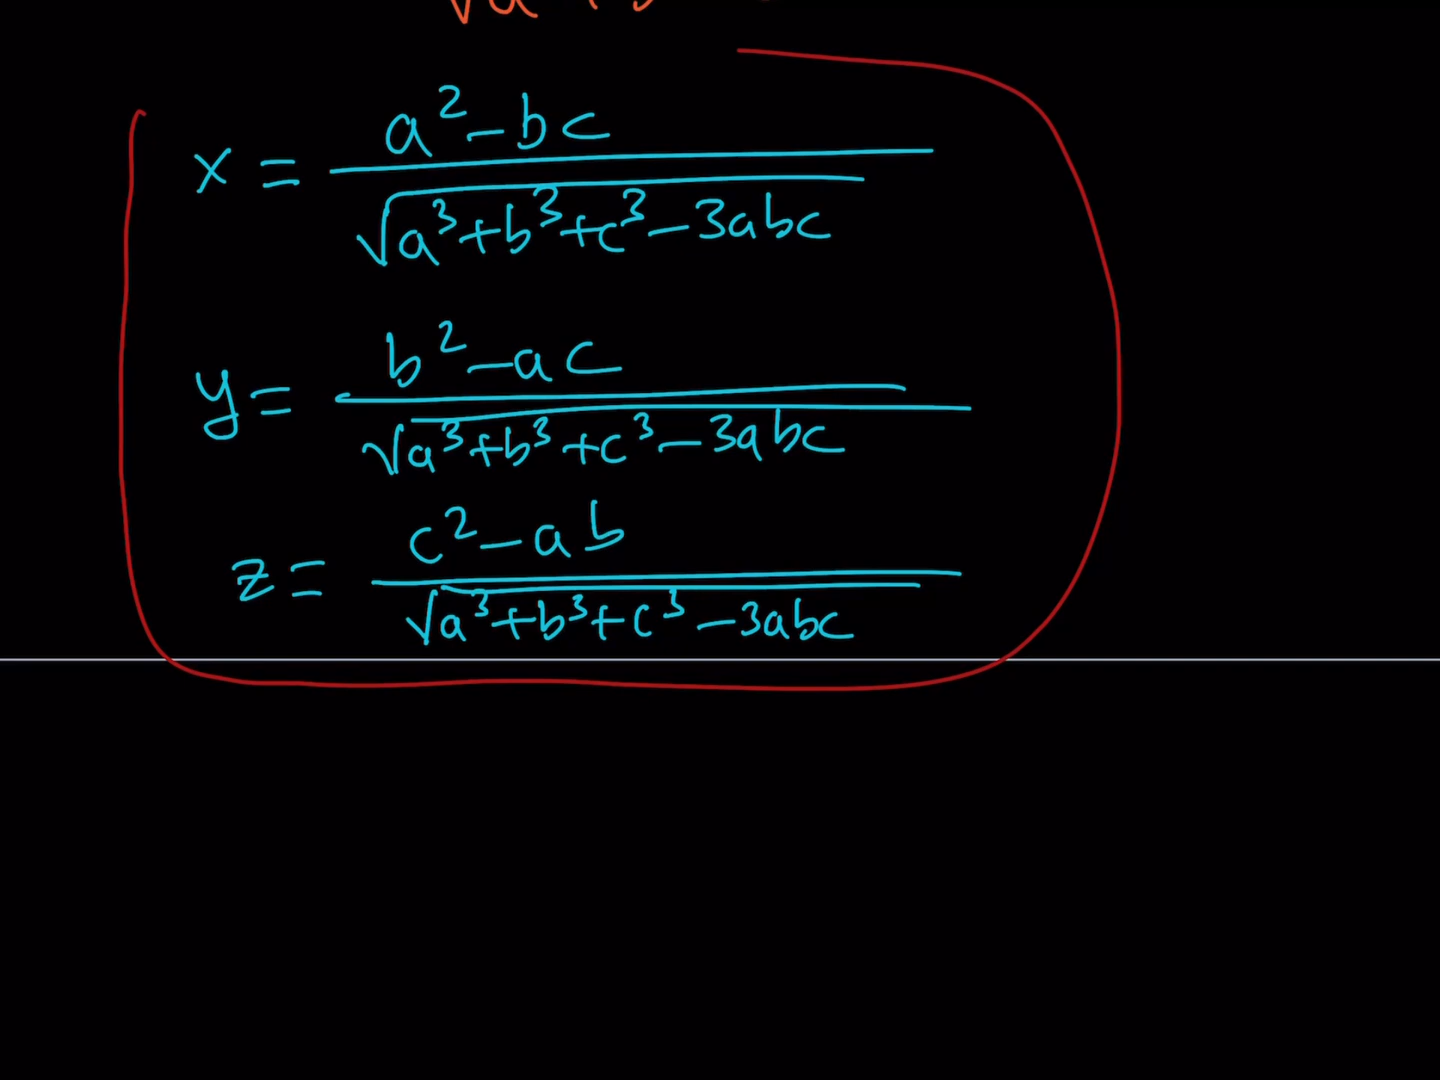 x = a² - bc / √(a³ + b³ + c³ - 3abc)
y = b² - ac / √(a³ + b³ + c³ - 3abc)
z = c² - ab / √(a³ + b³ + c³ - 3abc)